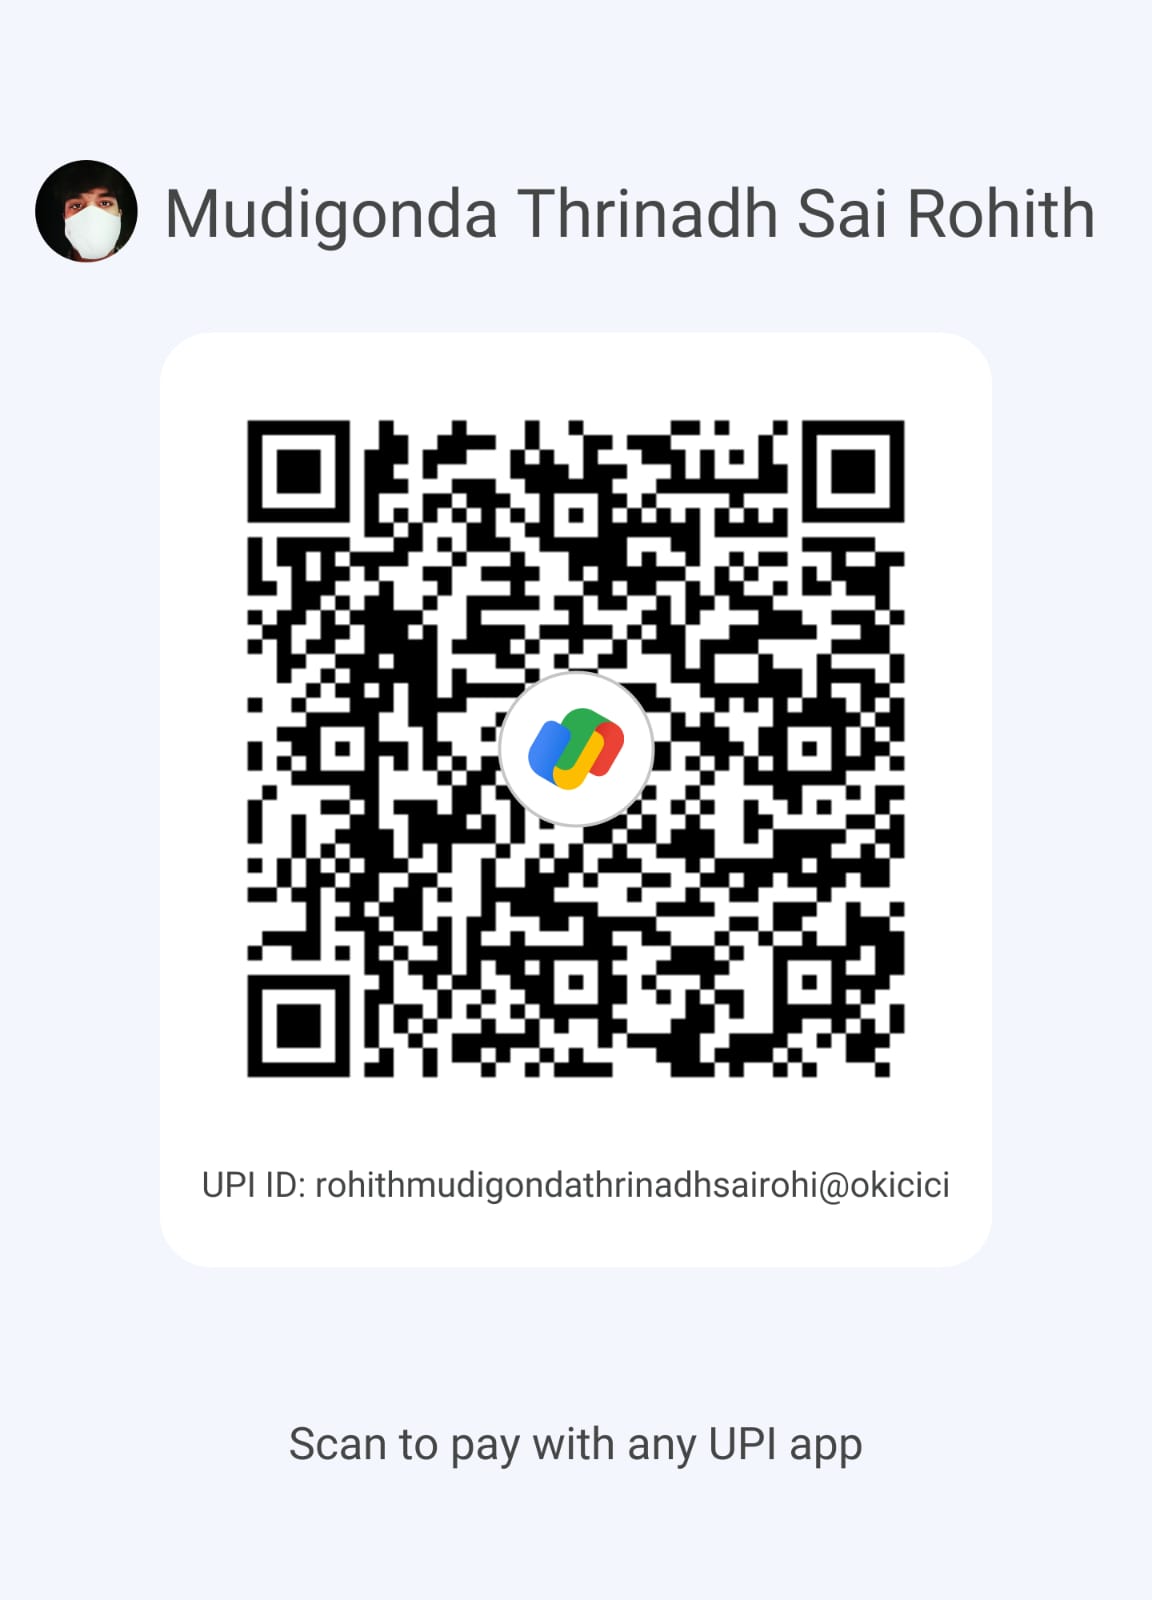 Mudigonda Thrinadh Sai Rohith
UPI ID: rohithmudigondathrinadhsairohi@okicici
Scan to pay with any UPI app